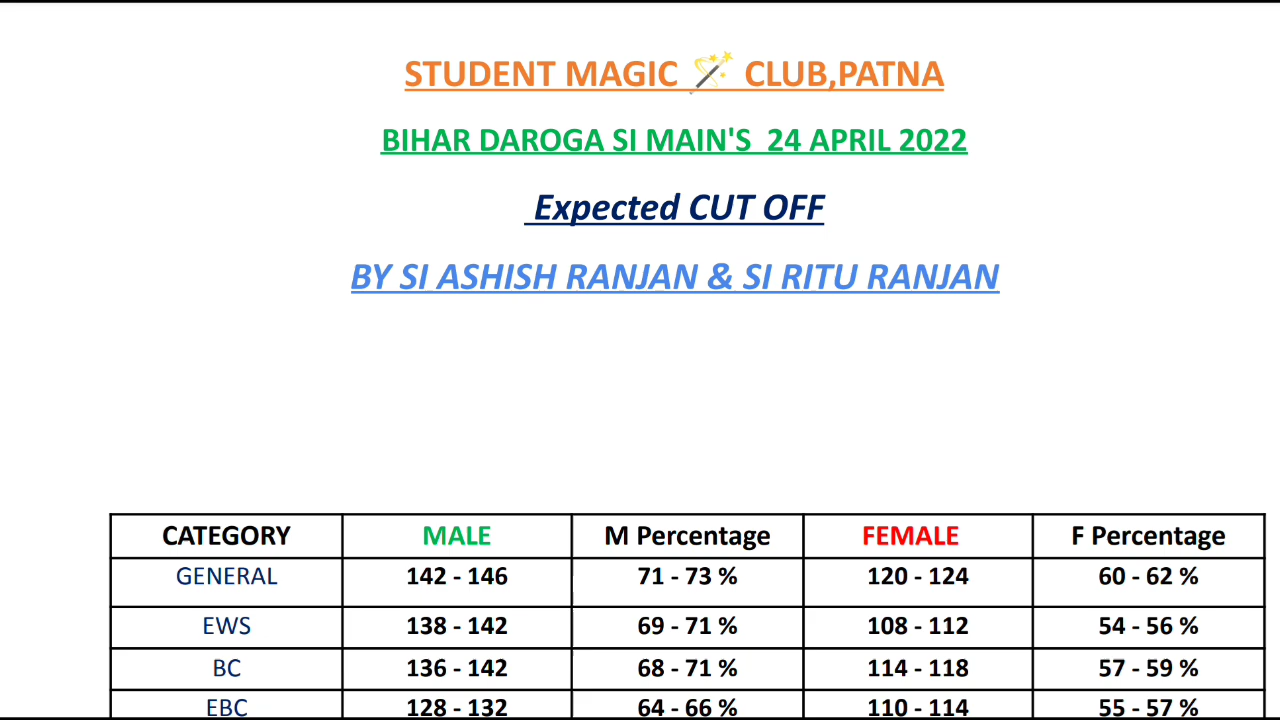 STUDENT MAGIC 🪄 CLUB,PATNA
BIHAR DAROGA SI MAIN'S 24 APRIL 2022
Expected CUT OFF
BY SI ASHISH RANJAN & SI RITU RANJAN
CATEGORY MALE M Percentage FEMALE F Percentage
GENERAL 142 - 146 71 - 73 % 120 - 124 60 - 62 %
EWS 138 - 142 69 - 71 % 108 - 112 54 - 56 %
BC 136 - 142 68 - 71 % 114 - 118 57 - 59 %
EBC 128 - 132 64 - 66 % 110 - 114 55 - 57 %